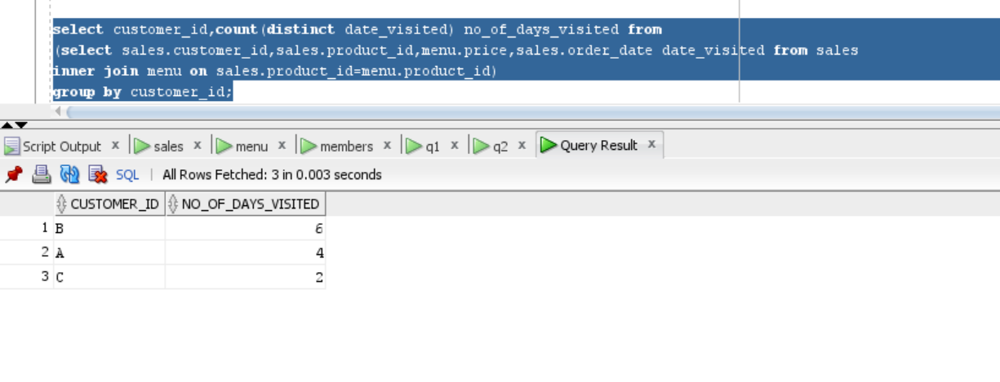 select customer_id,count(distinct date_visited) no_of_days_visited from
(select sales.customer_id,sales.product_id,menu.price,sales.order_date date_visited from sales
inner join menu on sales.product_id=menu.product_id)
group by customer_id;
Script Output x sales x menu x members x q1 x q2 x Query Result x
SQL | All Rows Fetched: 3 in 0.003 seconds
CUSTOMER_ID NO_OF_DAYS_VISITED
1 B 6
2 A 4
3 C 2